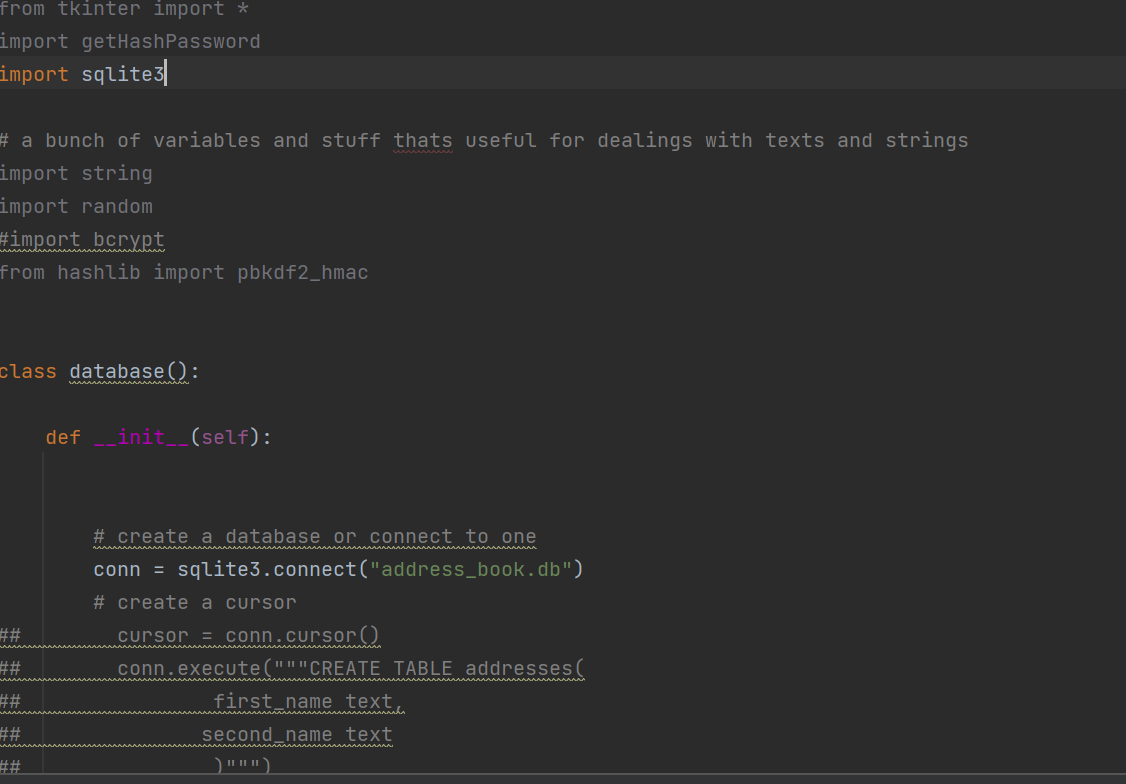 from tkinter import *
import getHashPassword
import sqlite3
# a bunch of variables and stuff thats useful for dealings with texts and strings
import string
import random
#import bcrypt
from hashlib import pbkdf2_hmac
class database():
def __init__(self):
# create a database or connect to one
conn = sqlite3.connect("address_book.db")
# create a cursor
## cursor = conn.cursor()
## conn.execute("""CREATE TABLE addresses(
## first_name text,
## second_name text
## )""")